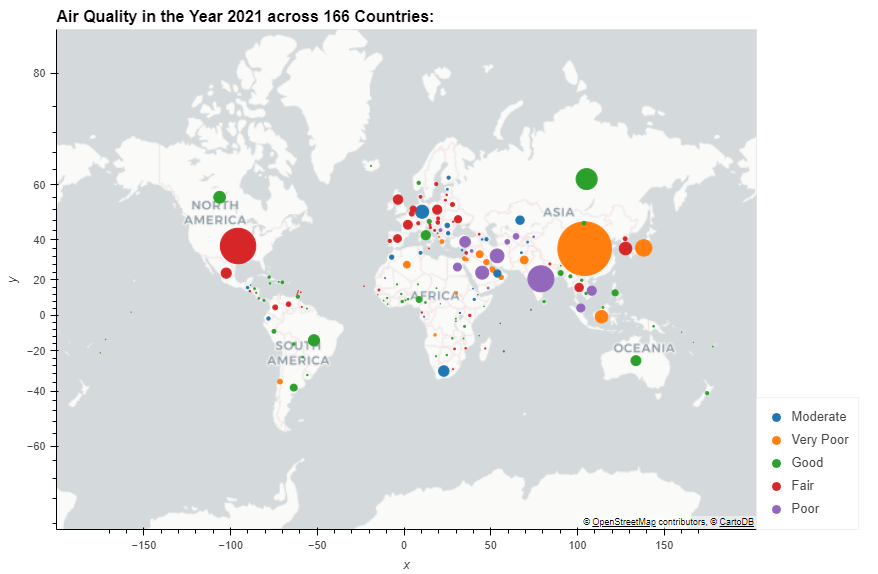 Air Quality in the Year 2021 across 166 Countries:
80
60
40
20
0
−20
−40
−60
y
NORTH
AMERICA
ASIA
AFRICA
SOUTH
AMERICA
OCEANIA
Moderate
Very Poor
Good
Fair
Poor
© OpenStreetMap contributors, © CartoDB
−150
−100
−50
0
50
100
150
x